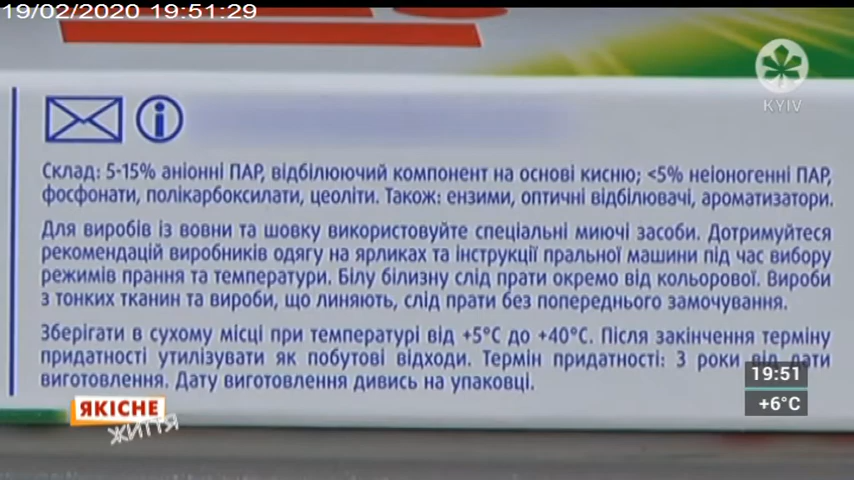 19/02/2020 19:51:29
KYIV
Склад: 5-15% аніонні ПАР, відбілюючий компонент на основі кисню; <5% неіоногенні ПАР,
фосфонати, полікарбоксилати, цеоліти. Також: ензими, оптичні відбілювачі, ароматизатори.
Для виробів із вовни та шовку використовуйте спеціальні миючі засоби. Дотримуйтеся
рекомендацій виробників одягу на ярликах та інструкції пральної машини під час вибору
режимів прання та температури. Білу білизну слід прати окремо від кольорової. Вироби
з тонких тканин та вироби, що линяють, слід прати без попереднього замочування.
Зберігати в сухому місці при температурі від +5°C до +40°C. Після закінчення терміну
придатності утилізувати як побутові відходи. Термін придатності: 3 роки від дати
виготовлення. Дату виготовлення дивись на упаковці.
19:51
+6°C
ЯКІСНЕ
ЖИТТЯ